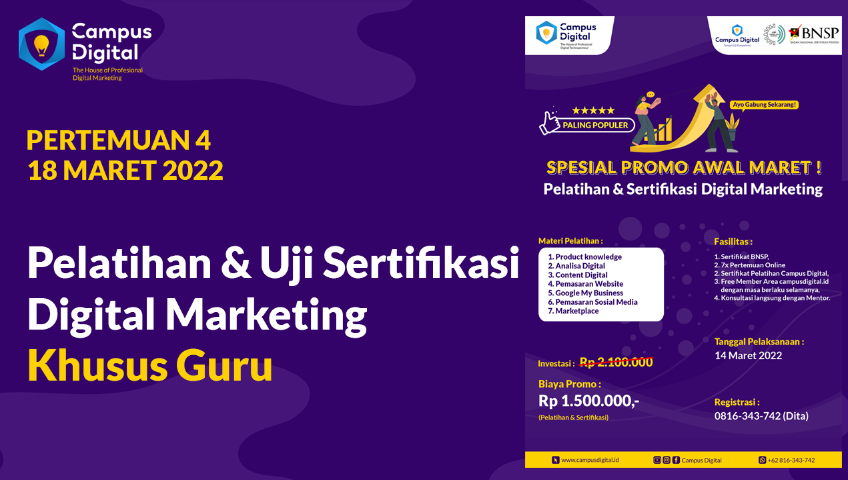 Campus
Digital
The House of Profesional
Digital Marketing
PERTEMUAN 4
18 MARET 2022
Pelatihan & Uji Sertifikasi
Digital Marketing
Khusus Guru
Campus
Digital
The House of Profesional
Campus Digital
BNSP
Ayo Gabung Sekarang!
PALING POPULER
SPESIAL PROMO AWAL MARET !
Pelatihan & Sertifikasi Digital Marketing
Materi Pelatihan :
1. Product knowledge
2. Analisa Digital
3. Content Digital
4. Pemasaran Website
5. Google My Business
6. Pemasaran Sosial Media
7. Marketplace
Fasilitas :
1. Sertifikat BNSP,
2. 7x Pertemuan Online
2. Sertifikat Pelatihan Campus Digital,
3. Free Member Area campusdigital.id
dengan masa berlaku selamanya,
4. Konsultasi langsung dengan Mentor.
Investasi : Rp 2.100.000
Biaya Promo :
Rp 1.500.000,-
(Pelatihan & Sertifikasi)
Tanggal Pelaksanaan :
14 Maret 2022
Registrasi :
0816-343-742 (Dita)
www.campusdigital.id
Campus Digital
+62 816-343-742